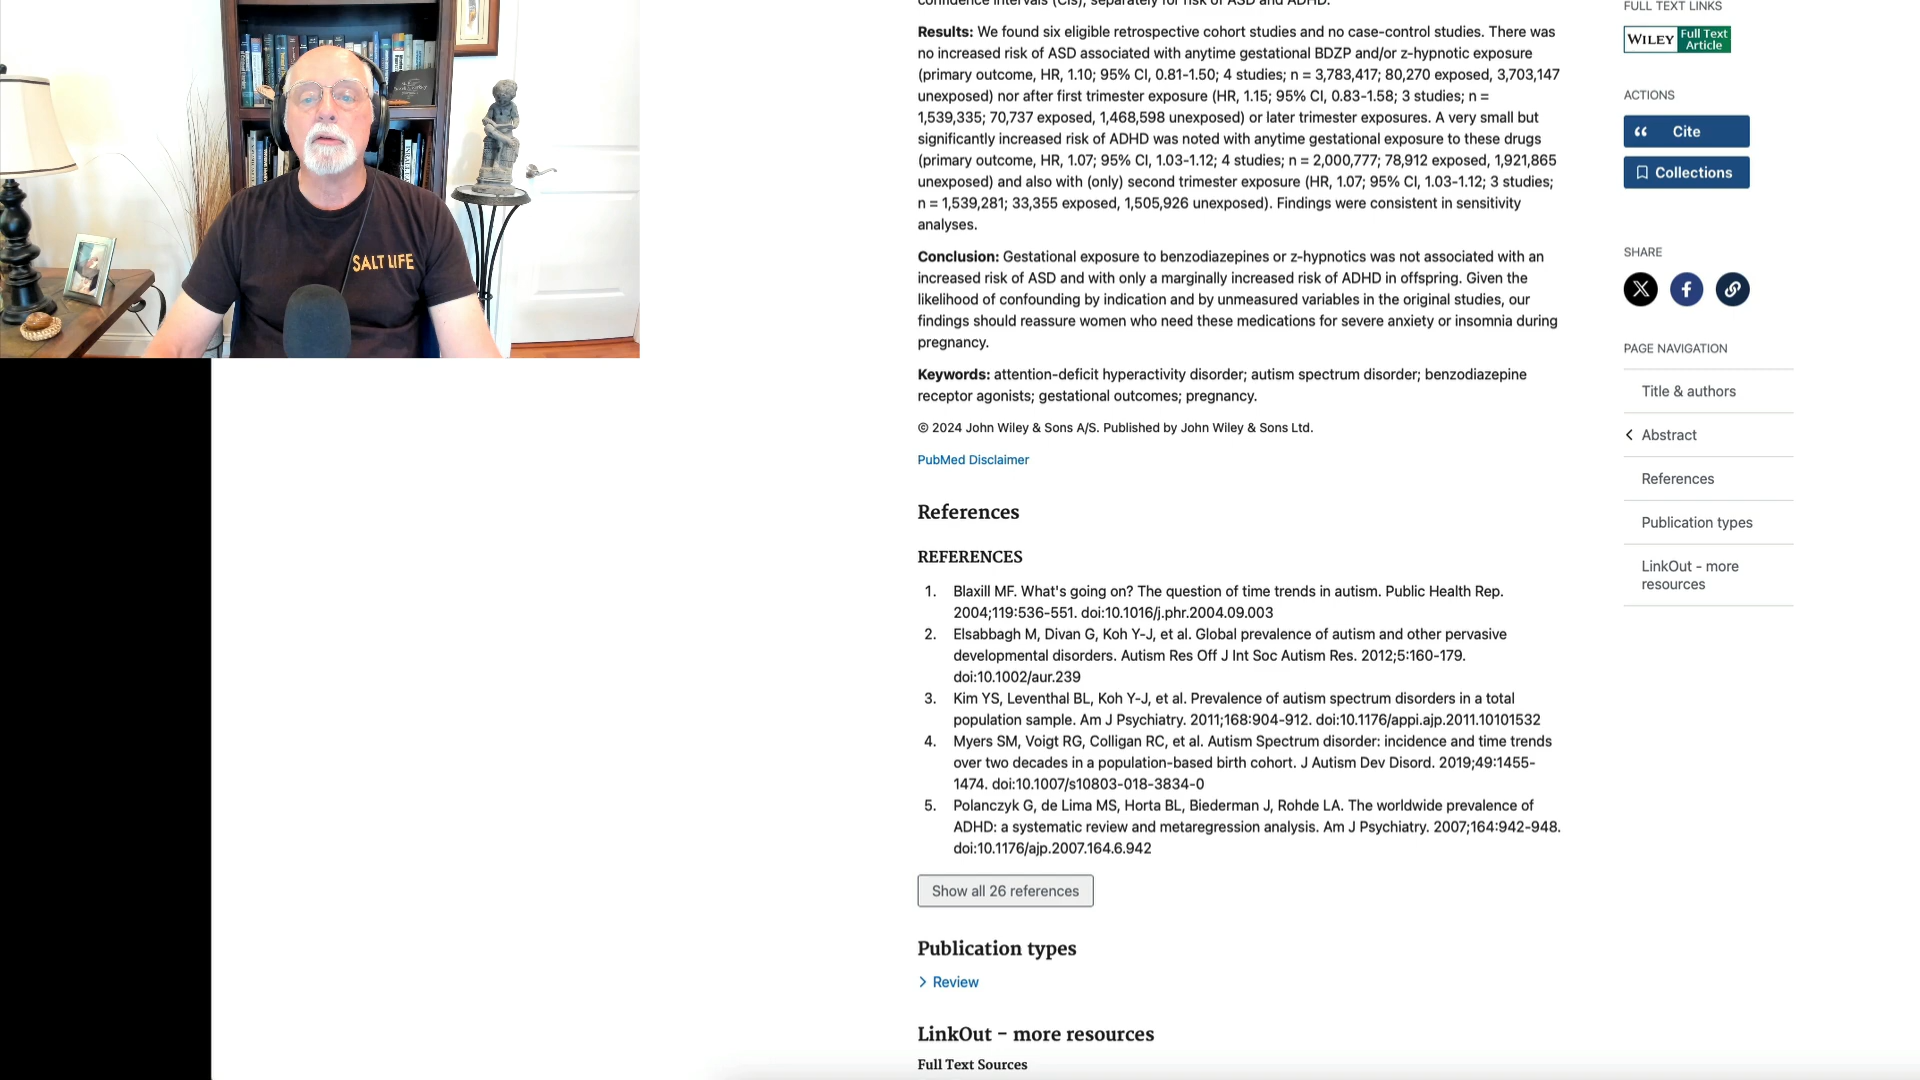 confidence intervals (CIs), separately for risk of ASD and ADHD.
Results: We found six eligible retrospective cohort studies and no case-control studies. There was
no increased risk of ASD associated with anytime gestational BDZP and/or z-hypnotic exposure
(primary outcome, HR, 1.10; 95% CI, 0.81-1.50; 4 studies; n = 3,783,417; 80,270 exposed, 3,703,147
unexposed) nor after first trimester exposure (HR, 1.15; 95% CI, 0.83-1.58; 3 studies; n =
1,539,335; 70,737 exposed, 1,468,598 unexposed) or later trimester exposures. A very small but
significantly increased risk of ADHD was noted with anytime gestational exposure to these drugs
(primary outcome, HR, 1.07; 95% CI, 1.03-1.12; 4 studies; n = 2,000,777; 78,912 exposed, 1,921,865
unexposed) and also with (only) second trimester exposure (HR, 1.07; 95% CI, 1.03-1.12; 3 studies;
n = 1,539,281; 33,355 exposed, 1,505,926 unexposed). Findings were consistent in sensitivity
analyses.
Conclusion: Gestational exposure to benzodiazepines or z-hypnotics was not associated with an
increased risk of ASD and with only a marginally increased risk of ADHD in offspring. Given the
likelihood of confounding by indication and by unmeasured variables in the original studies, our
findings should reassure women who need these medications for severe anxiety or insomnia during
pregnancy.
Keywords: attention-deficit hyperactivity disorder; autism spectrum disorder; benzodiazepine
receptor agonists; gestational outcomes; pregnancy.
© 2024 John Wiley & Sons A/S. Published by John Wiley & Sons Ltd.
PubMed Disclaimer
References
REFERENCES
1. Blaxill MF. What's going on? The question of time trends in autism. Public Health Rep.
2004;119:536-551. doi:10.1016/j.phr.2004.09.003
2. Elsabbagh M, Divan G, Koh Y-J, et al. Global prevalence of autism and other pervasive
developmental disorders. Autism Res Off J Int Soc Autism Res. 2012;5:160-179.
doi:10.1002/aur.239
3. Kim YS, Leventhal BL, Koh Y-J, et al. Prevalence of autism spectrum disorders in a total
population sample. Am J Psychiatry. 2011;168:904-912. doi:10.1176/appi.ajp.2011.10101532
4. Myers SM, Voigt RG, Colligan RC, et al. Autism Spectrum disorder: incidence and time trends
over two decades in a population-based birth cohort. J Autism Dev Disord. 2019;49:1455-
1474. doi:10.1007/s10803-018-3834-0
5. Polanczyk G, de Lima MS, Horta BL, Biederman J, Rohde LA. The worldwide prevalence of
ADHD: a systematic review and metaregression analysis. Am J Psychiatry. 2007;164:942-948.
doi:10.1176/ajp.2007.164.6.942
Show all 26 references
Publication types
Review
LinkOut – more resources
Full Text Sources
FULL TEXT LINKS
WILEY Full Text
Article
ACTIONS
Cite
Collections
SHARE
PAGE NAVIGATION
Title & authors
Abstract
References
Publication types
LinkOut - more
resources
SALT LIFE